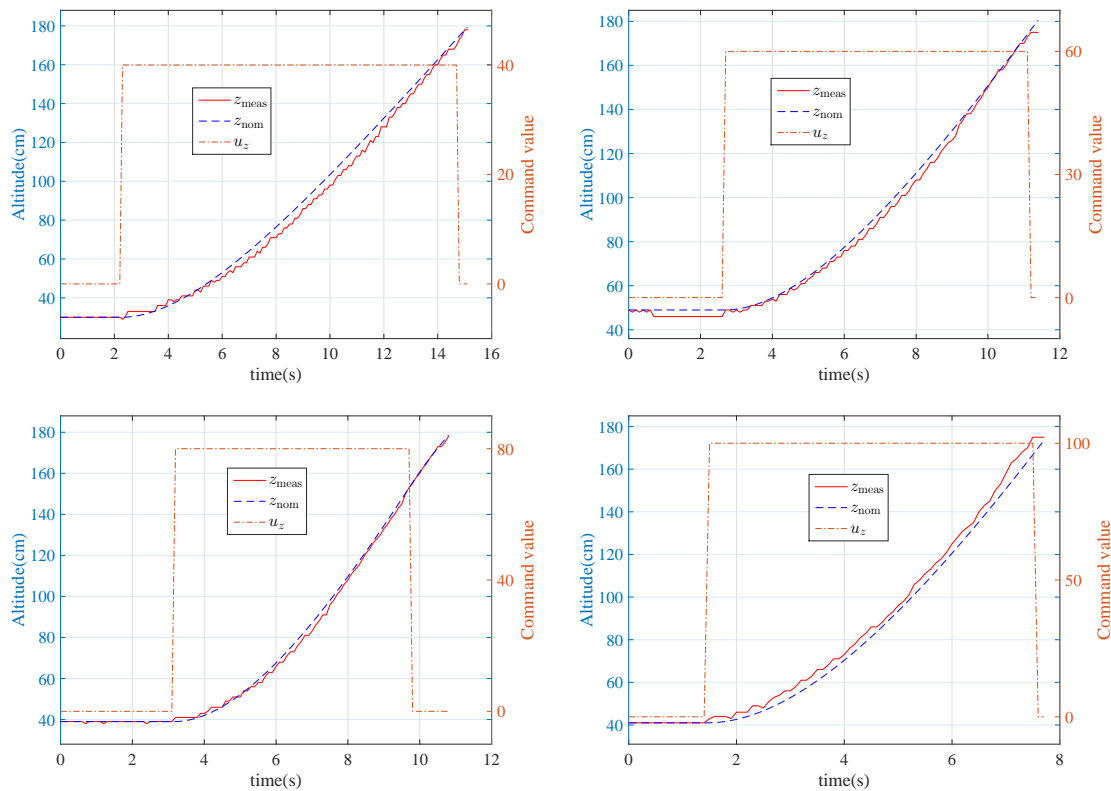 180
160
140
120
100
80
60
40
Altitude(cm)
40
20
0
Command value
z_meas
z_nom
u_z
0 2 4 6 8 10 12 14 16
time(s)
180
160
140
120
100
80
60
40
Altitude(cm)
60
30
0
Command value
z_meas
z_nom
u_z
0 2 4 6 8 10 12
time(s)
180
160
140
120
100
80
60
40
Altitude(cm)
80
40
0
Command value
z_meas
z_nom
u_z
0 2 4 6 8 10 12
time(s)
180
160
140
120
100
80
60
40
Altitude(cm)
100
50
0
Command value
z_meas
z_nom
u_z
0 2 4 6 8
time(s)